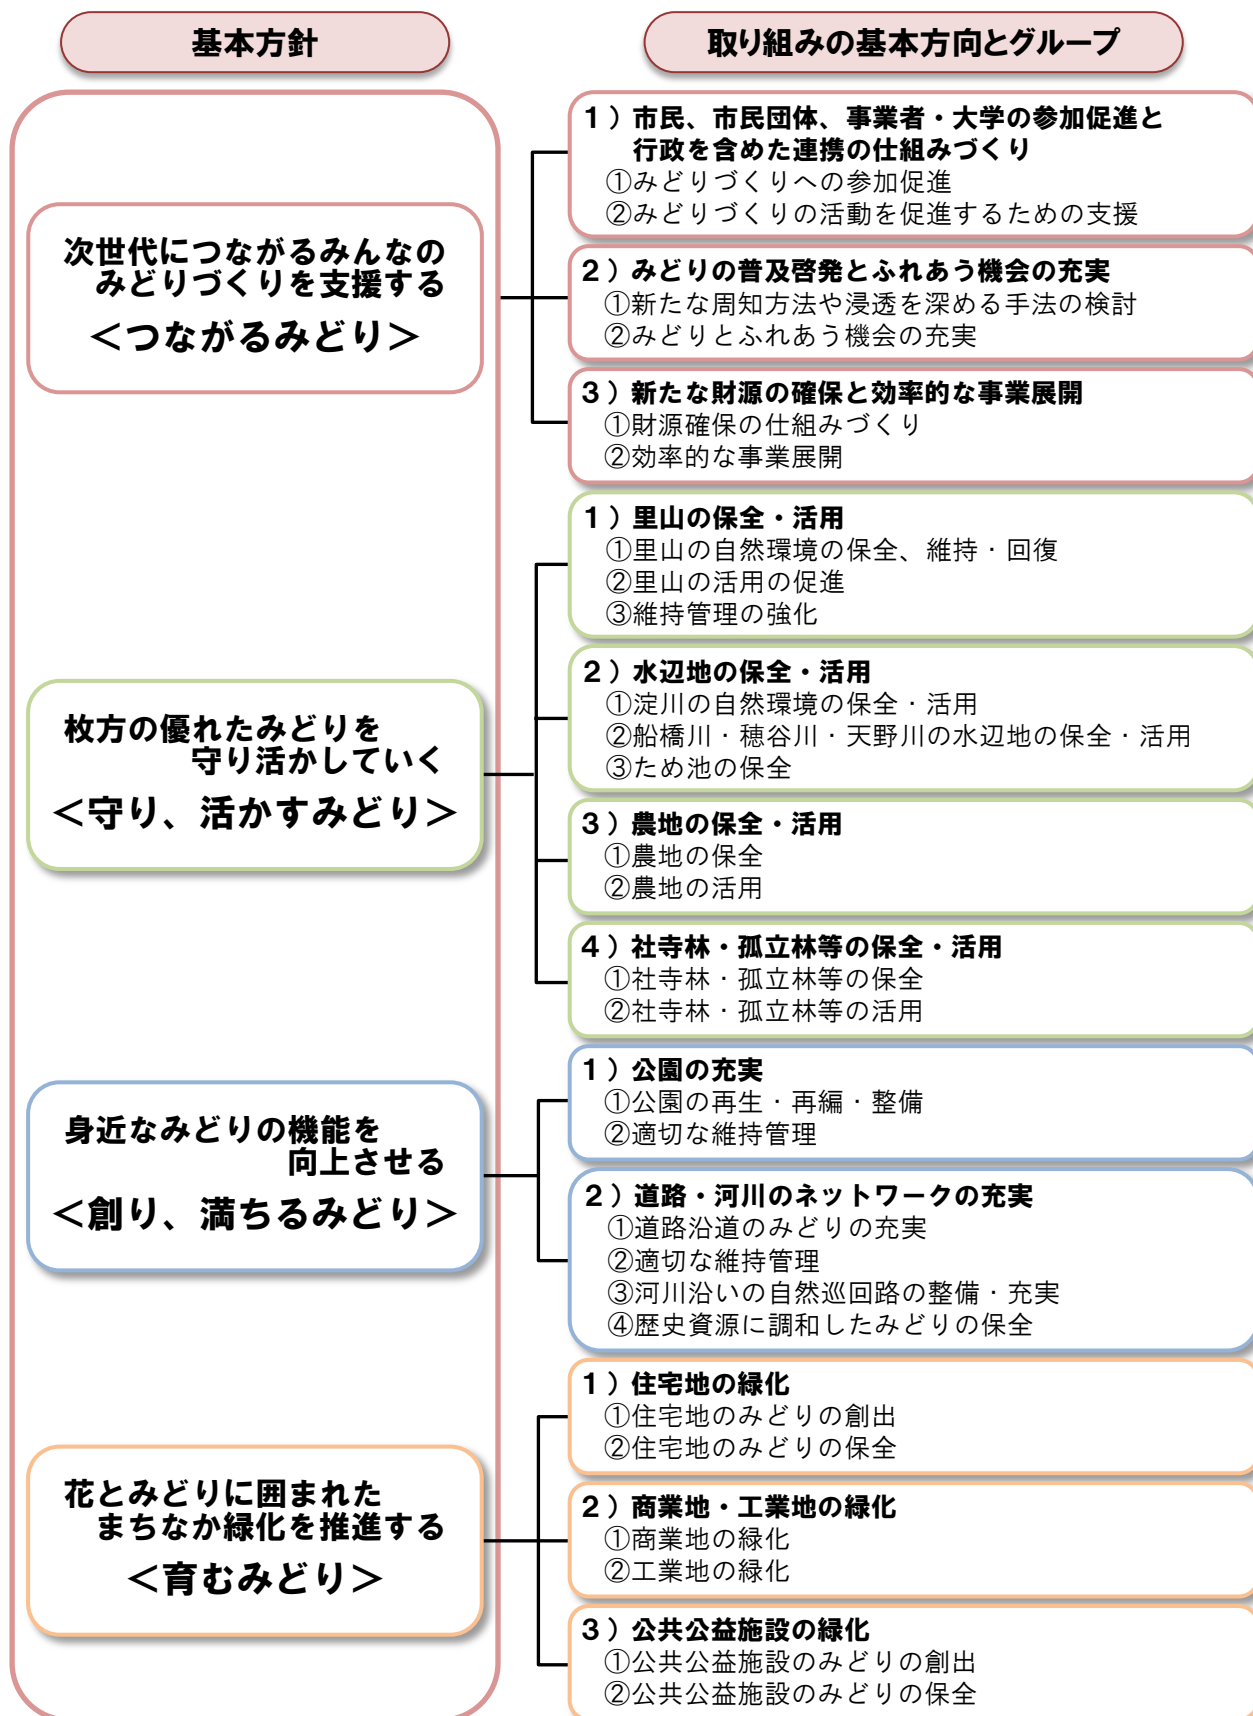 基本方針
取り組みの基本方向とグループ
次世代につながるみんなの
みどりづくりを支援する
＜つながるみどり＞
1）市民、市民団体、事業者・大学の参加促進と
行政を含めた連携の仕組みづくり
①みどりづくりへの参加促進
②みどりづくりの活動を促進するための支援
2）みどりの普及啓発とふれあう機会の充実
①新たな周知方法や浸透を深める手法の検討
②みどりとふれあう機会の充実
3）新たな財源の確保と効率的な事業展開
①財源確保の仕組みづくり
②効率的な事業展開
枚方の優れたみどりを
守り活かしていく
＜守り、活かすみどり＞
1）里山の保全・活用
①里山の自然環境の保全、維持・回復
②里山の活用の促進
③維持管理の強化
2）水辺地の保全・活用
①淀川の自然環境の保全・活用
②船橋川・穂谷川・天野川の水辺地の保全・活用
③ため池の保全
3）農地の保全・活用
①農地の保全
②農地の活用
4）社寺林・孤立林等の保全・活用
①社寺林・孤立林等の保全
②社寺林・孤立林等の活用
身近なみどりの機能を
向上させる
＜創り、満ちるみどり＞
1）公園の充実
①公園の再生・再編・整備
②適切な維持管理
2）道路・河川のネットワークの充実
①道路沿道のみどりの充実
②適切な維持管理
③河川沿いの自然巡回路の整備・充実
④歴史資源に調和したみどりの保全
花とみどりに囲まれた
まちなか緑化を推進する
＜育むみどり＞
1）住宅地の緑化
①住宅地のみどりの創出
②住宅地のみどりの保全
2）商業地・工業地の緑化
①商業地の緑化
②工業地の緑化
3）公共公益施設の緑化
①公共公益施設のみどりの創出
②公共公益施設のみどりの保全